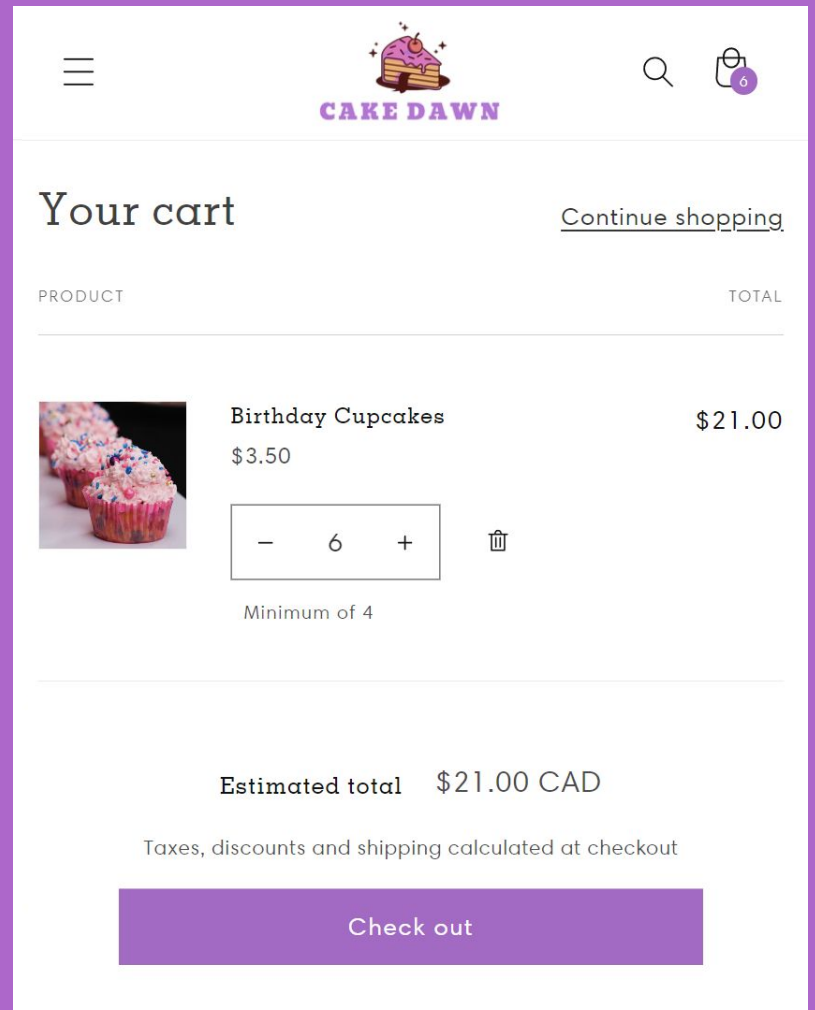 CAKE DAWN
6
Your cart
Continue shopping
PRODUCT
TOTAL
Birthday Cupcakes
$21.00
$3.50
− 6 +
Minimum of 4
Estimated total $21.00 CAD
Taxes, discounts and shipping calculated at checkout
Check out